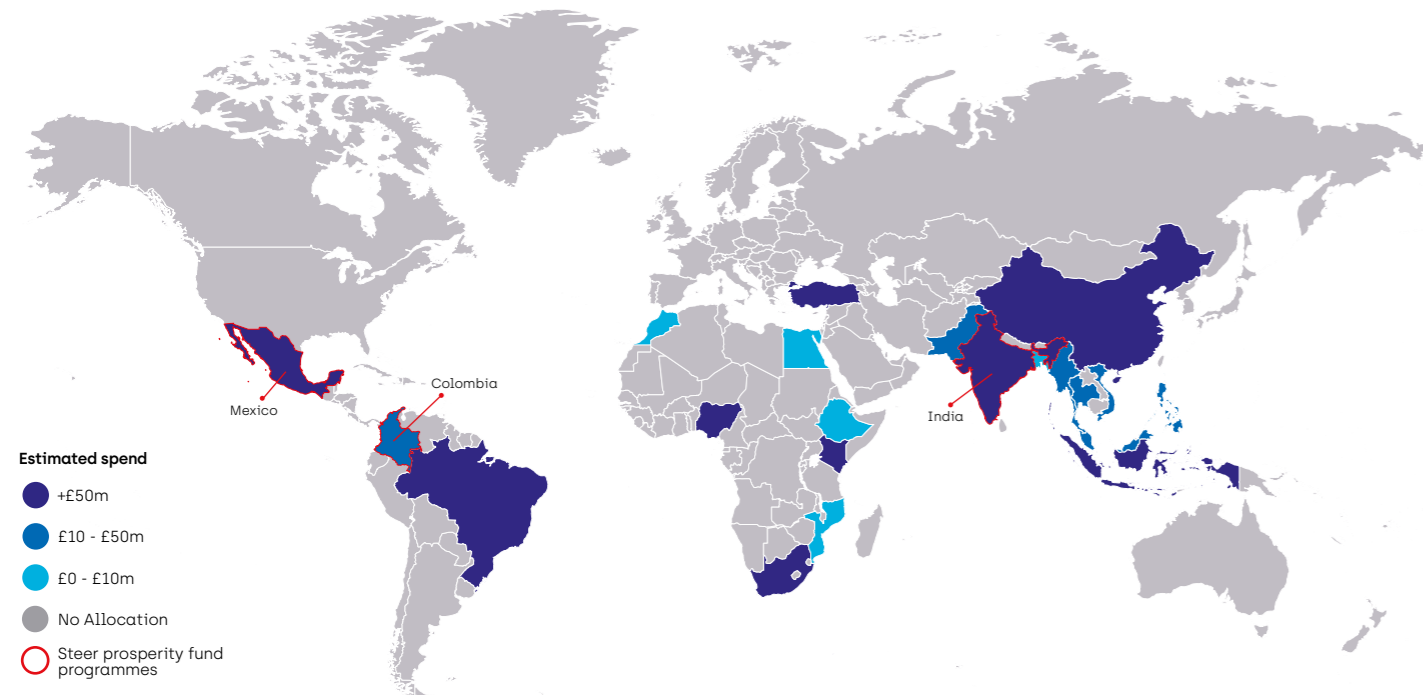 Colombia
Mexico
India
Estimated spend
+£50m
£10 - £50m
£0 - £10m
No Allocation
Steer prosperity fund
programmes